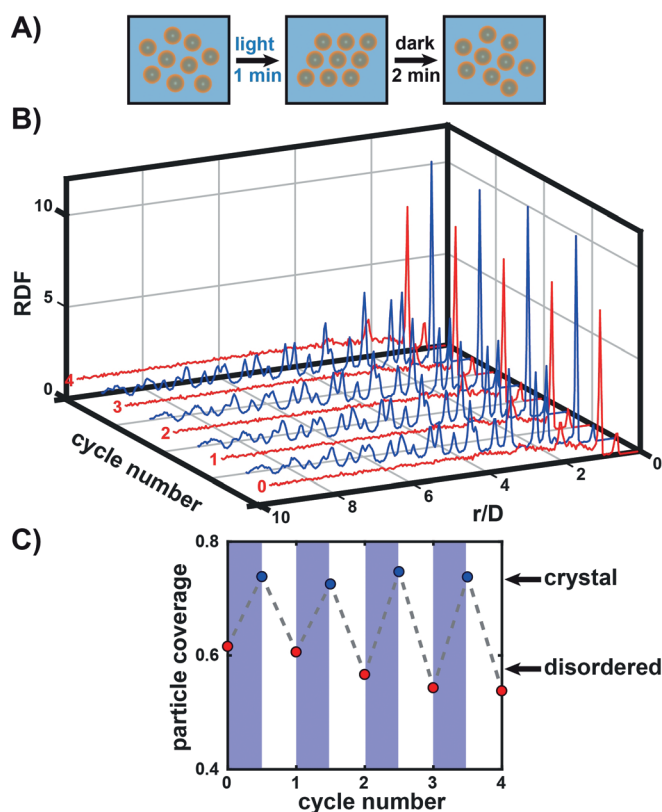 A)
light
1 min
dark
2 min
B)
10
5
0
RDF
4
3
2
1
0
cycle number
10
8
6
4
2
0
r/D
C)
0.8
0.6
0.4
particle coverage
crystal
disordered
0
1
2
3
4
cycle number